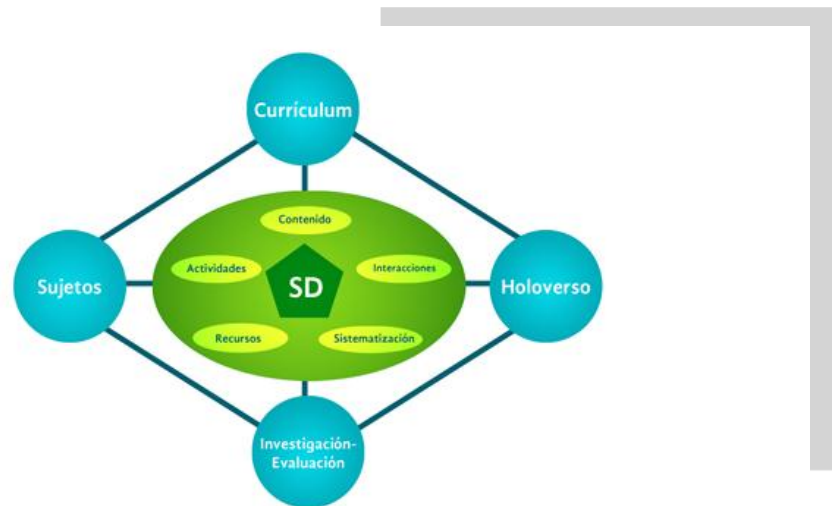 Currículum
Contenido
Actividades
Interacciones
SD
Sujetos
Holoverso
Recursos
Sistematización
Investigación-
Evaluación